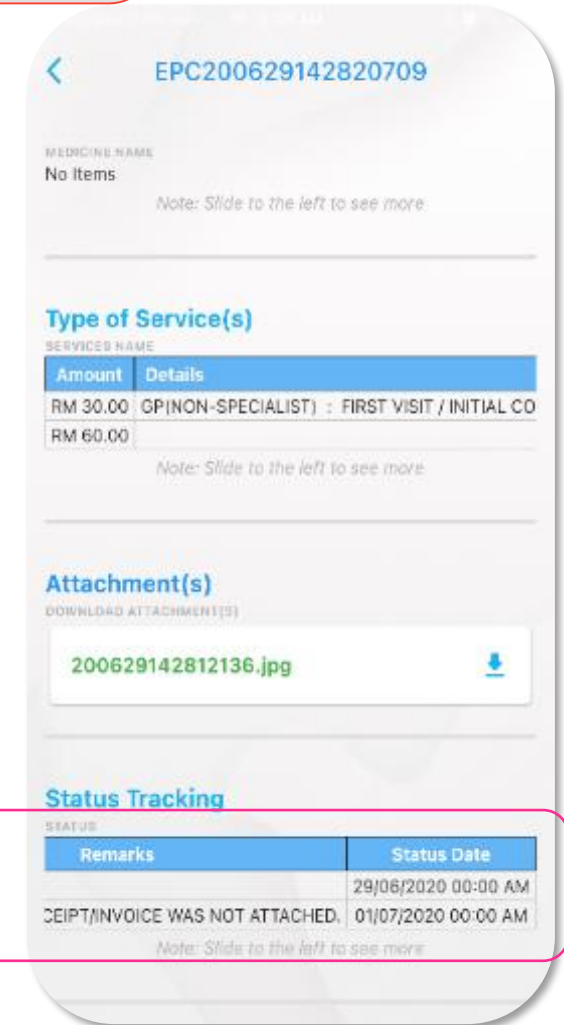 EPC200629142820709
MEDICINE NAME
No Items
Note: Slide to the left to see more
Type of Service(s)
SERVICES NAME
Amount Details
RM 30.00 GP(NON-SPECIALIST) : FIRST VISIT / INITIAL CO
RM 60.00
Note: Slide to the left to see more
Attachment(s)
DOWNLOAD ATTACHMENT(S)
200629142812136.jpg
Status Tracking
STATUS
Remarks Status Date
29/06/2020 00:00 AM
CEIPT/INVOICE WAS NOT ATTACHED. 01/07/2020 00:00 AM
Note: Slide to the left to see more